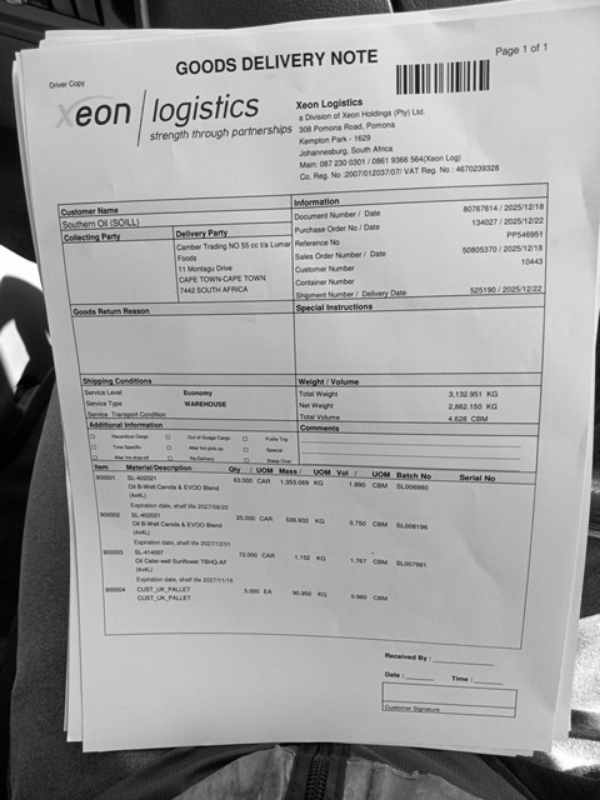 GOODS DELIVERY NOTE
Page 1 of 1
Driver Copy
xeon logistics
strength through partnerships
Xeon Logistics
a Division of Xeon Holdings (Pty) Ltd.
308 Pomona Road, Pomona
Kempton Park - 1629
Johannesburg, South Africa
Main: 087 230 0301 / 0861 9366 564(Xeon Log)
Co. Reg. No :2007/012037/07/ VAT Reg. No : 4670239328
Customer Name
Southern Oil (SOILL)
Collecting Party
Delivery Party
Camber Trading NO 55 cc t/a Lumar
Foods
11 Montagu Drive
CAPE TOWN-CAPE TOWN
7442 SOUTH AFRICA
Information
Document Number / Date 80767614 / 2025/12/18
Purchase Order No / Date 134027 / 2025/12/22
Reference No PP546951
Sales Order Number / Date 50805370 / 2025/12/18
Customer Number 10443
Container Number
Shipment Number / Delivery Date 525190 / 2025/12/22
Goods Return Reason
Special Instructions
Shipping Conditions
Service Level Economy
Service Type WAREHOUSE
Service Transport Condition
Weight / Volume
Total Weight 3,132.951 KG
Net Weight 2,862.150 KG
Total Volume 4.628 CBM
Additional Information
Hazardous Cargo Out of Guage Cargo Futile Trip
Time Specific After hrs pick-up Special
After hrs drop-off Re-Delivery Sleep Over
Comments
Item Material/Description Qty / UOM Mass / UOM Vol / UOM Batch No Serial No
900001 SL-402021 63.000 CAR 1,353.069 KG 1.890 CBM SL006980
Oil B-Well Canola & EVOO Blend
(4x4L)
Expiration date, shelf life 2027/08/20
900002 SL-402021 25.000 CAR 536.932 KG 0.750 CBM SL008196
Oil B-Well Canola & EVOO Blend
(4x4L)
Expiration date, shelf life 2027/12/01
900003 SL-414007 72.000 CAR 1,152 KG 1.767 CBM SL007981
Oil Cater-well Sunflower TBHQ-AF
(4x4L)
Expiration date, shelf life 2027/11/18
900004 CUST_UK_PALLET 5.000 EA 90.950 KG 0.960 CBM
CUST_UK_PALLET
Received By :
Date : Time :
Customer Signature